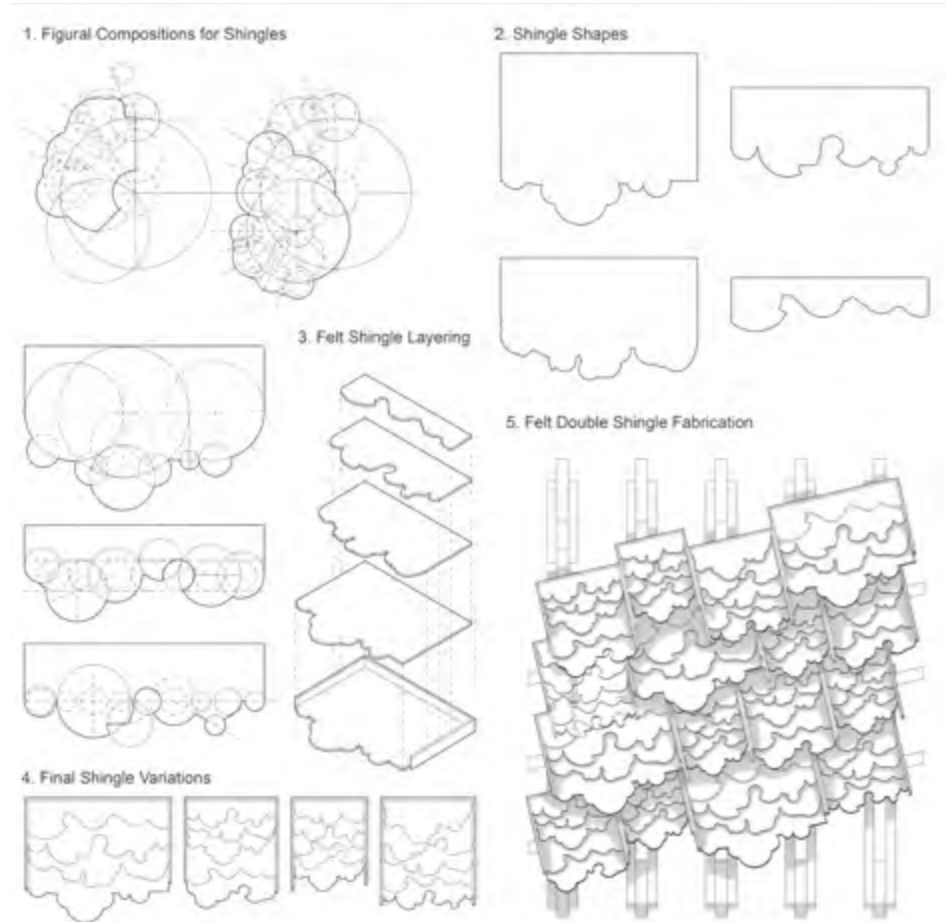 1. Figural Compositions for Shingles
2. Shingle Shapes
3. Felt Shingle Layering
4. Final Shingle Variations
5. Felt Double Shingle Fabrication